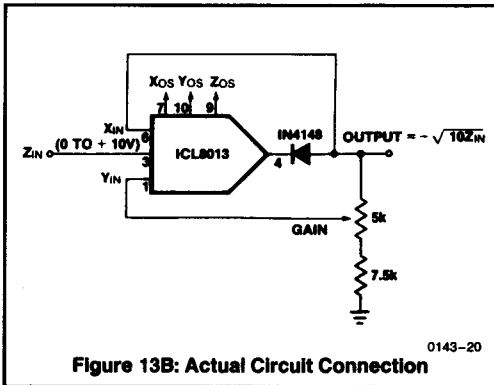 XOS YOS ZOS
7 10 9
XIN
6
IN4148
OUTPUT = - √10ZIN
ZIN
(0 TO + 10V)
3
ICL8013
4
YIN
1
GAIN
5k
7.5k
0143-20
Figure 13B: Actual Circuit Connection